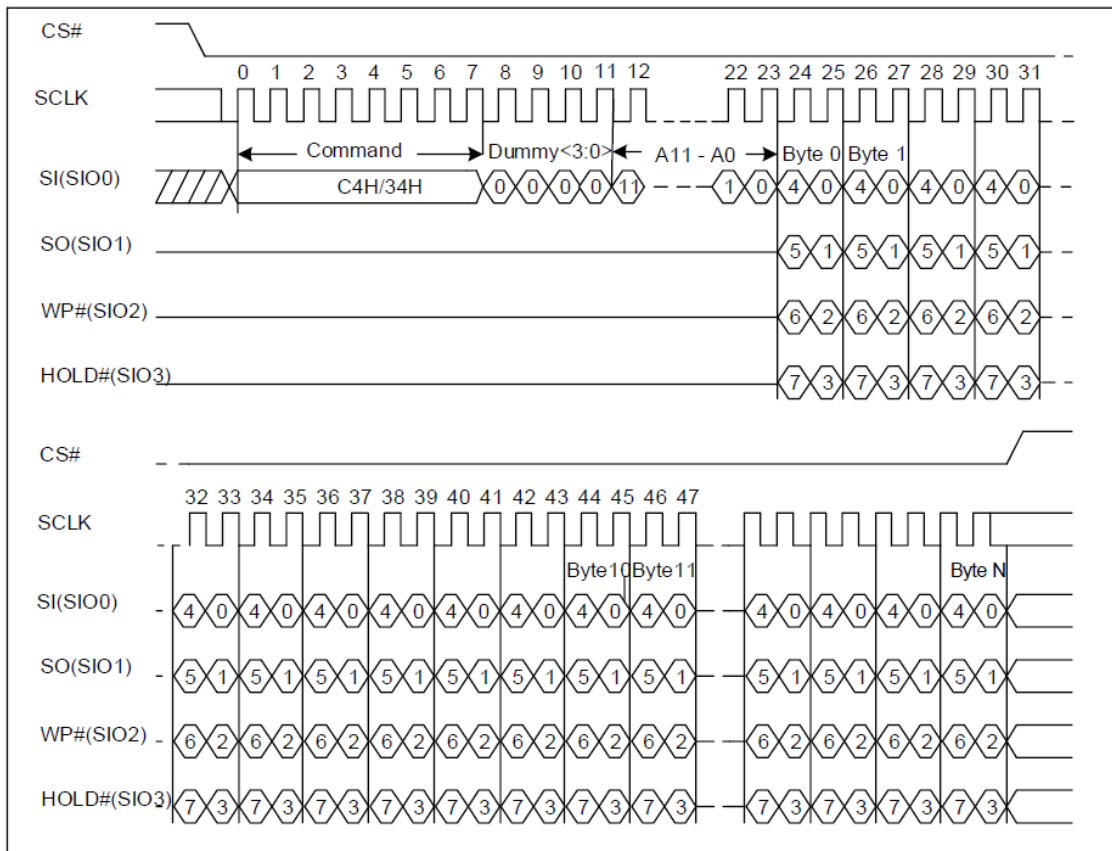 CS#
0 1 2 3 4 5 6 7 8 9 10 11 12 22 23 24 25 26 27 28 29 30 31
SCLK
Command Dummy<3:0> A11 - A0 Byte 0 Byte 1
SI(SIO0) C4H/34H 0 0 0 0 11 1 0 4 0 4 0 4 0 4 0
SO(SIO1) 5 1 5 1 5 1 5 1
WP#(SIO2) 6 2 6 2 6 2 6 2
HOLD#(SIO3) 7 3 7 3 7 3 7 3
CS#
32 33 34 35 36 37 38 39 40 41 42 43 44 45 46 47
SCLK
Byte10 Byte11 Byte N
SI(SIO0) 4 0 4 0 4 0 4 0 4 0 4 0 4 0 4 0 4 0 4 0 4 0 4 0
SO(SIO1) 5 1 5 1 5 1 5 1 5 1 5 1 5 1 5 1 5 1 5 1 5 1 5 1
WP#(SIO2) 6 2 6 2 6 2 6 2 6 2 6 2 6 2 6 2 6 2 6 2 6 2 6 2
HOLD#(SIO3) 7 3 7 3 7 3 7 3 7 3 7 3 7 3 7 3 7 3 7 3 7 3 7 3